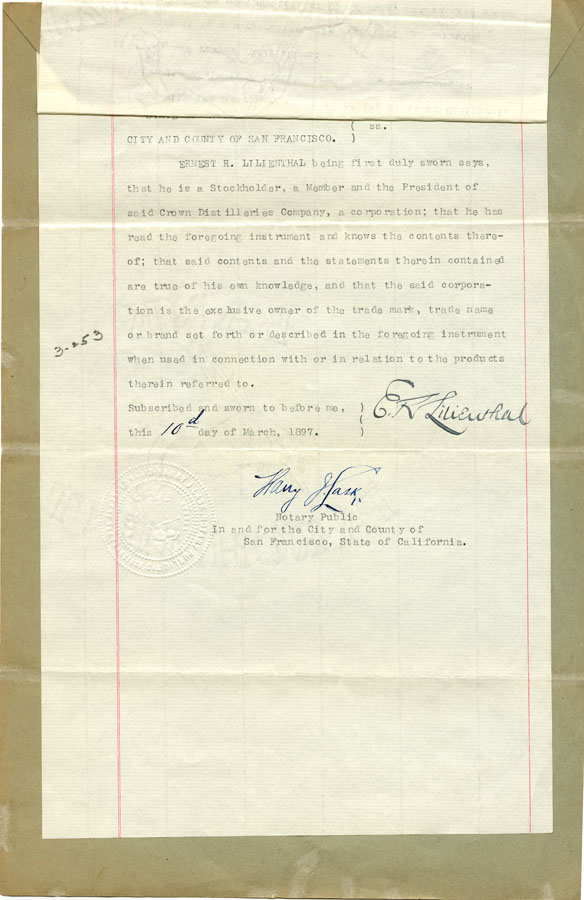 ( ss.
CITY AND COUNTY OF SAN FRANCISCO. )
ERNEST R. LILIENTHAL being first duly sworn says,
that he is a Stockholder, a Member and the President of
said Crown Distilleries Company, a corporation; that he has
read the foregoing instrument and knows the contents there-
of; that said contents and the statements therein contained
are true of his own knowledge, and that the said corpora-
tion is the exclusive owner of the trade mark, trade name
or brand set forth or described in the foregoing instrument
3-253
when used in connection with or in relation to the products
therein referred to.
Subscribed and sworn to before me, ) E. R. Lilienthal
this 10d day of March, 1897. (
Harry J. Lask,
Notary Public
In and for the City and County of
San Francisco, State of California.